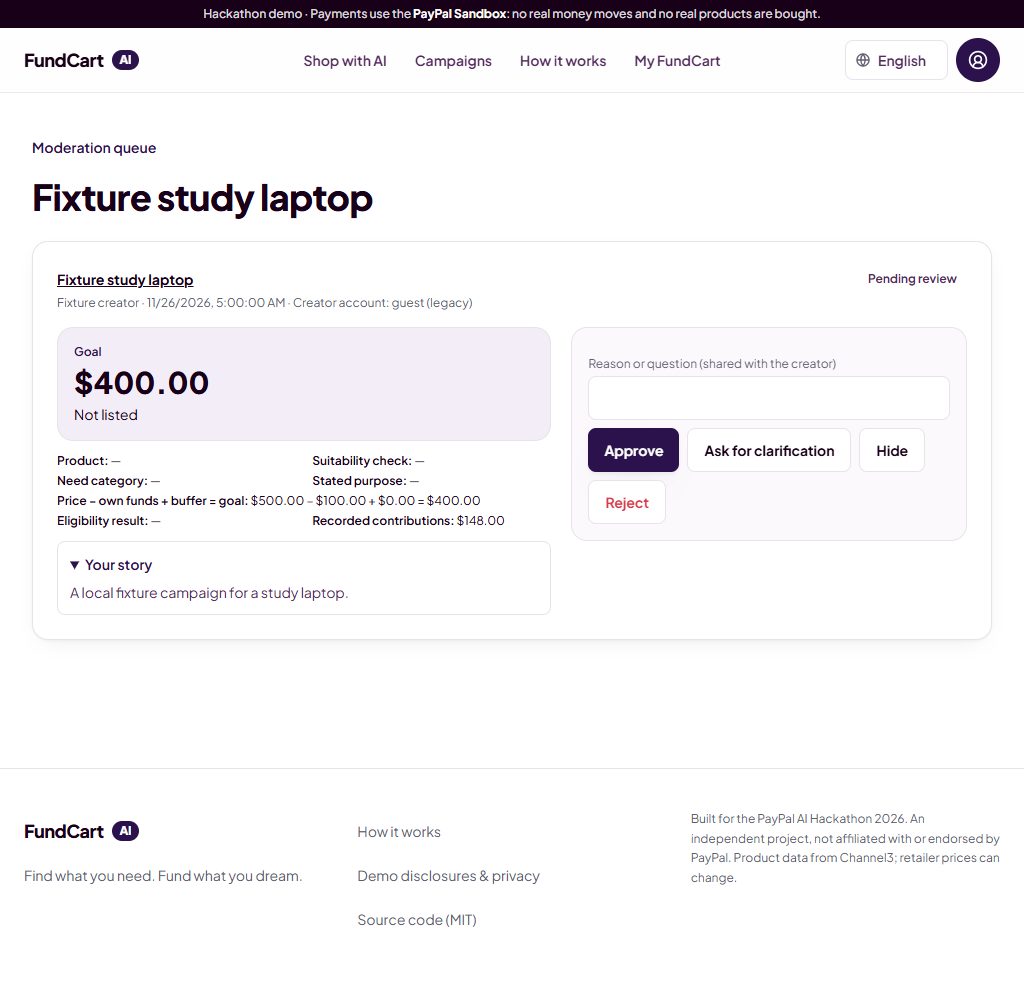 Hackathon demo · Payments use the PayPal Sandbox: no real money moves and no real products are bought.
FundCart AI
Shop with AI
Campaigns
How it works
My FundCart
English
Moderation queue
Fixture study laptop
Fixture study laptop
Pending review
Fixture creator · 11/26/2026, 5:00:00 AM · Creator account: guest (legacy)
Goal
$400.00
Not listed
Product: —
Suitability check: —
Need category: —
Stated purpose: —
Price − own funds + buffer = goal: $500.00 − $100.00 + $0.00 = $400.00
Eligibility result: —
Recorded contributions: $148.00
▼ Your story
A local fixture campaign for a study laptop.
Reason or question (shared with the creator)
Approve
Ask for clarification
Hide
Reject
FundCart AI
Find what you need. Fund what you dream.
How it works
Demo disclosures & privacy
Source code (MIT)
Built for the PayPal AI Hackathon 2026. An
independent project, not affiliated with or endorsed by
PayPal. Product data from Channel3; retailer prices can
change.